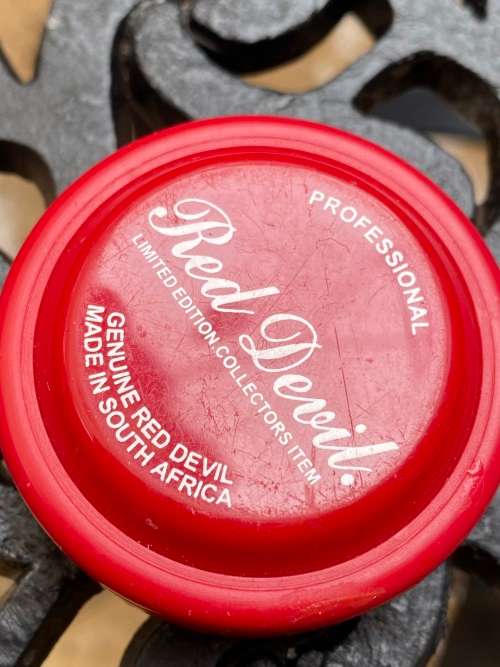 PROFESSIONAL
Red Devil.
LIMITED EDITION COLLECTORS ITEM
GENUINE RED DEVIL
MADE IN SOUTH AFRICA